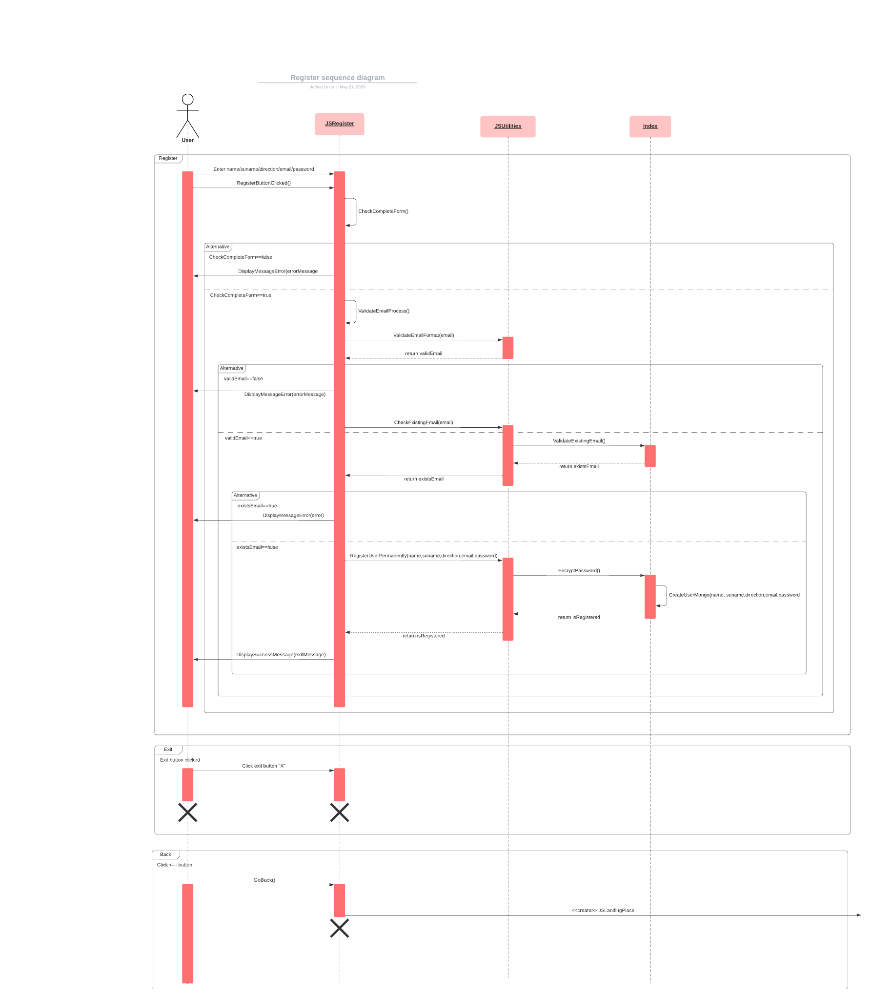 Register sequence diagram
Jeffrey Leiva | May 21, 2023
User
JSRegister
JSUtilities
Index
Register
Enter name/suname/direction/email/password
RegisterButtonClicked()
CheckCompleteForm()
Alternative
CheckCompleteForm==false
DisplayMessageError(errorMessage
CheckCompleteForm==true
ValidateEmailProcess()
ValidateEmailFormat(email)
return validEmail
Alternative
validEmail==false
DisplayMessageError(errorMessage)
CheckExistingEmail(email)
validEmail==true
ValidateExistingEmail()
return existsEmail
return existsEmail
Alternative
existsEmail==true
DisplayMessageError(error)
existsEmail==false
RegisterUserPermanently(name,suname,direction,email,password)
EncryptPassword()
CreateUserMongo(name, suname,direction,email,password
return isRegistered
return isRegistered
DisplaySuccessMessage(exitMessage)
Exit
Exit button clicked
Click exit button "X"
Back
Click <--- button
GoBack()
<<create>> JSLandingPlace